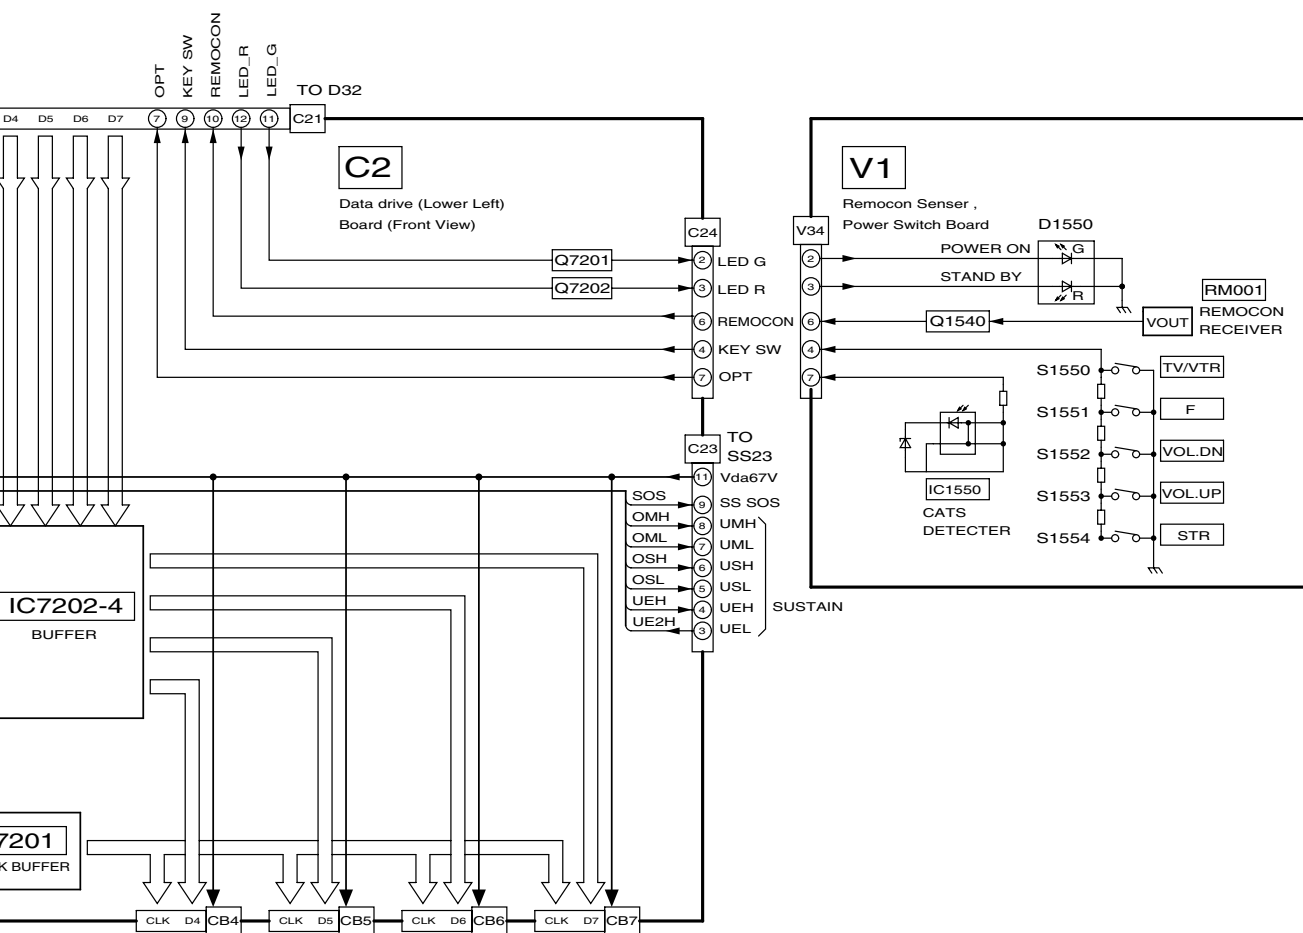 OPT
KEY SW
REMOCON
LED_R
LED_G
TO D32
D4 D5 D6 D7 7 9 10 12 11 C21
C2
Data drive (Lower Left)
Board (Front View)
V1
Remocon Senser ,
Power Switch Board
C24
V34
D1550
Q7201 2 LED G
Q7202 3 LED R
6 REMOCON
4 KEY SW
7 OPT
2 POWER ON G
3 STAND BY R
6 Q1540 VOUT
RM001
REMOCON
RECEIVER
4
7
S1550 TV/VTR
S1551 F
S1552 VOL.DN
S1553 VOL.UP
S1554 STR
IC1550
CATS
DETECTER
C23
TO
SS23
11 Vda67V
SOS 9 SS SOS
OMH 8 UMH
OML 7 UML
OSH 6 USH
OSL 5 USL
UEH 4 UEH
UE2H 3 UEL
SUSTAIN
IC7202-4
BUFFER
7201
K BUFFER
CLK D4 CB4 CLK D5 CB5 CLK D6 CB6 CLK D7 CB7